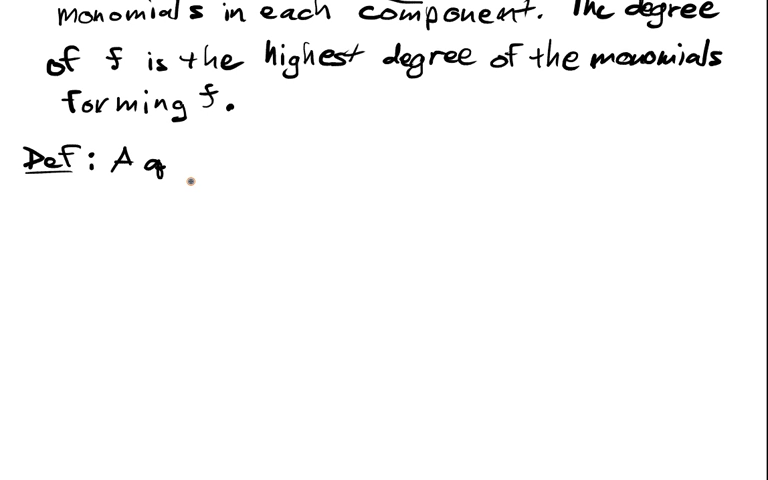 monomials in each component. The degree
of f is the highest degree of the monomials
forming f.
Def: A q